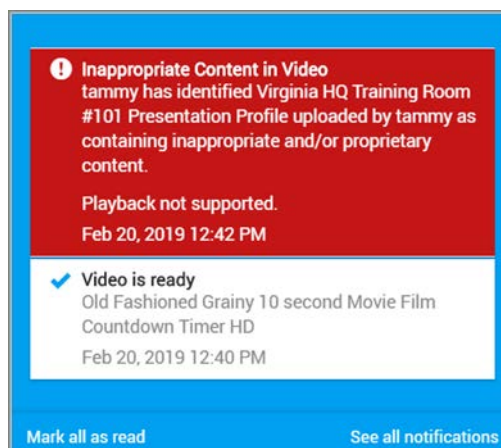 Inappropriate Content in Video
tammy has identified Virginia HQ Training Room
#101 Presentation Profile uploaded by tammy as
containing inappropriate and/or proprietary
content.
Playback not supported.
Feb 20, 2019 12:42 PM
Video is ready
Old Fashioned Grainy 10 second Movie Film
Countdown Timer HD
Feb 20, 2019 12:40 PM
Mark all as read
See all notifications